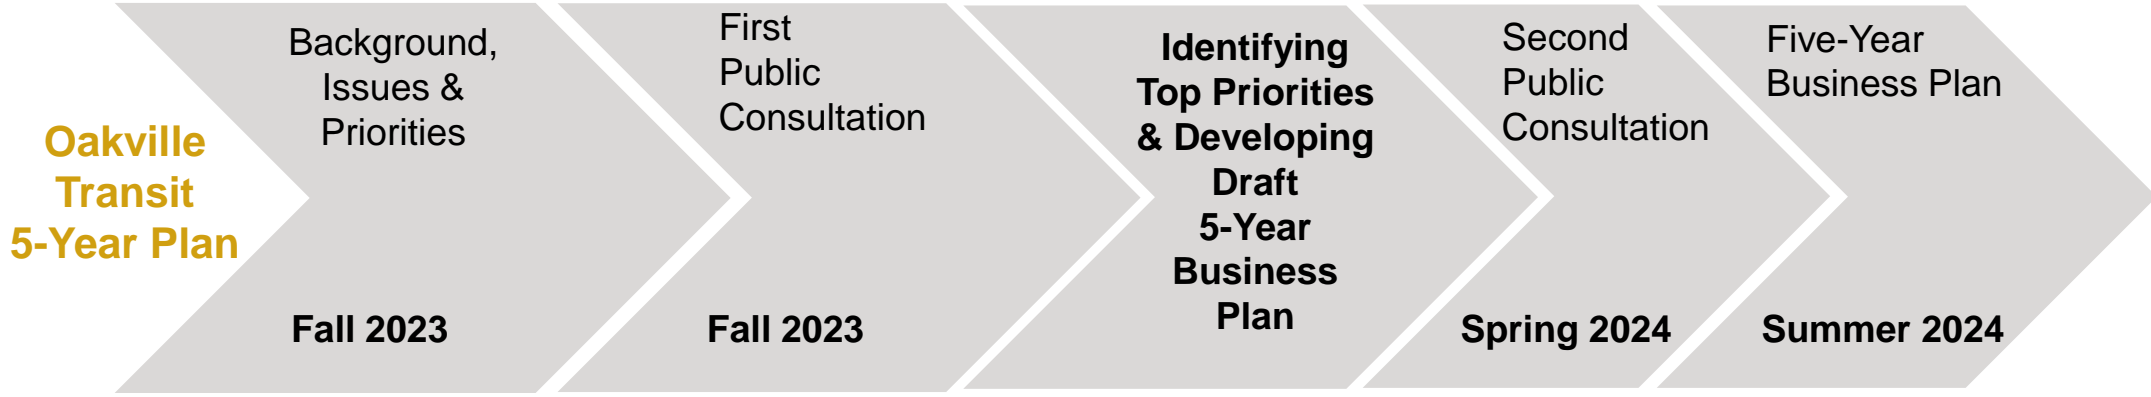 Oakville
Transit
5-Year Plan
Background,
Issues &
Priorities
Fall 2023
First
Public
Consultation
Fall 2023
Identifying
Top Priorities
& Developing
Draft
5-Year
Business
Plan
Second
Public
Consultation
Spring 2024
Five-Year
Business Plan
Summer 2024